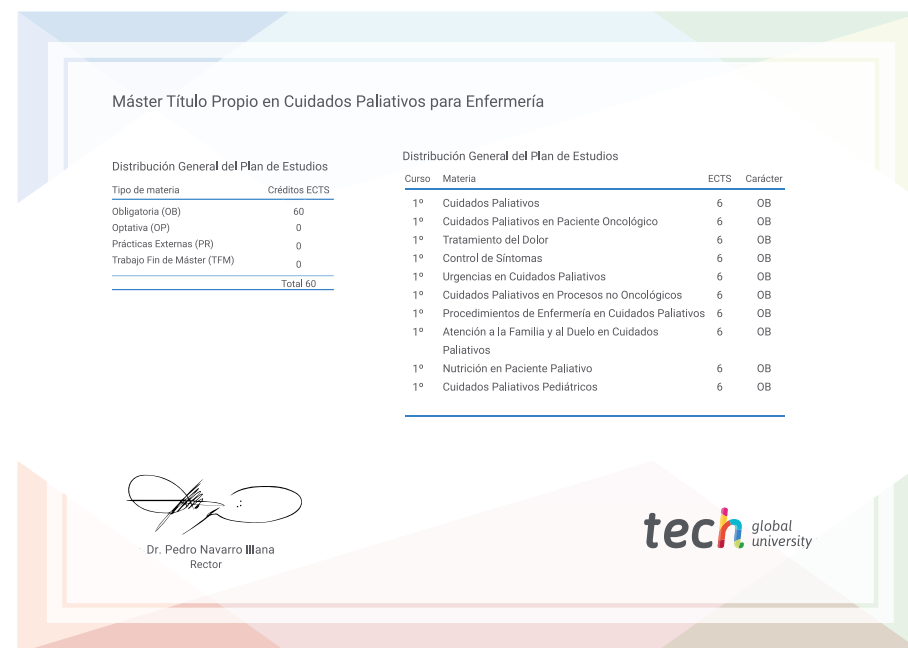 Máster Título Propio en Cuidados Paliativos para Enfermería
Distribución General del Plan de Estudios
Tipo de materia Créditos ECTS
Obligatoria (OB) 60
Optativa (OP) 0
Prácticas Externas (PR) 0
Trabajo Fin de Máster (TFM) 0
Total 60
Distribución General del Plan de Estudios
Curso Materia ECTS Carácter
1º Cuidados Paliativos 6 OB
1º Cuidados Paliativos en Paciente Oncológico 6 OB
1º Tratamiento del Dolor 6 OB
1º Control de Síntomas 6 OB
1º Urgencias en Cuidados Paliativos 6 OB
1º Cuidados Paliativos en Procesos no Oncológicos 6 OB
1º Procedimientos de Enfermería en Cuidados Paliativos 6 OB
1º Atención a la Familia y al Duelo en Cuidados 6 OB
Paliativos
1º Nutrición en Paciente Paliativo 6 OB
1º Cuidados Paliativos Pediátricos 6 OB
Dr. Pedro Navarro Illana
Rector
tech global
university